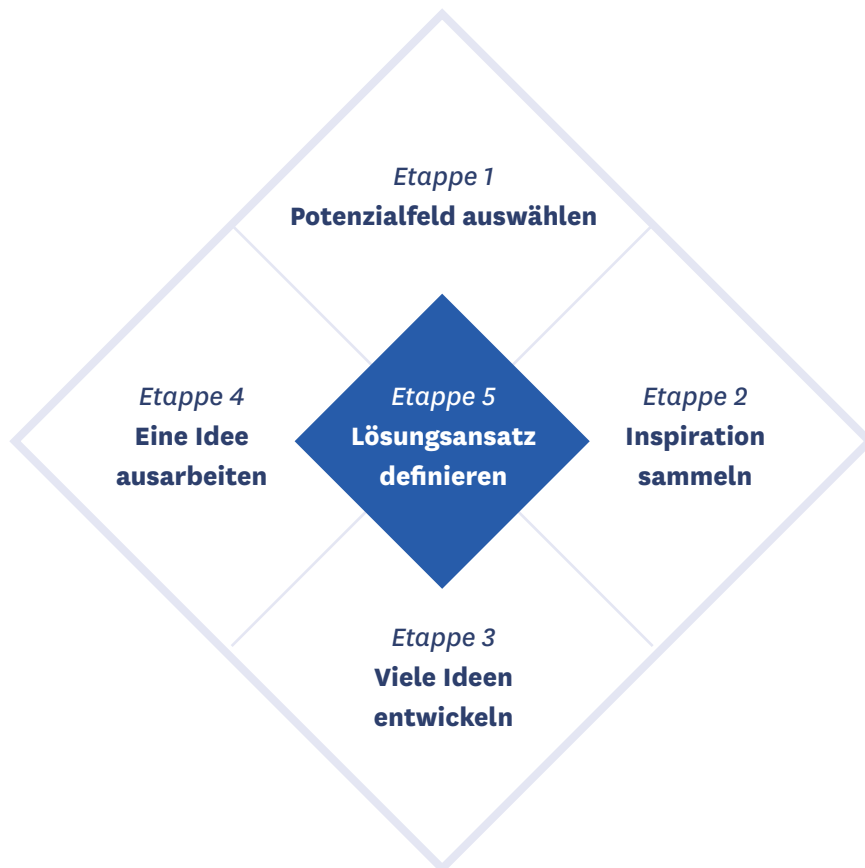 Etappe 1
Potenzialfeld auswählen
Etappe 4
Eine Idee
ausarbeiten
Etappe 5
Lösungsansatz
definieren
Etappe 2
Inspiration
sammeln
Etappe 3
Viele Ideen
entwickeln